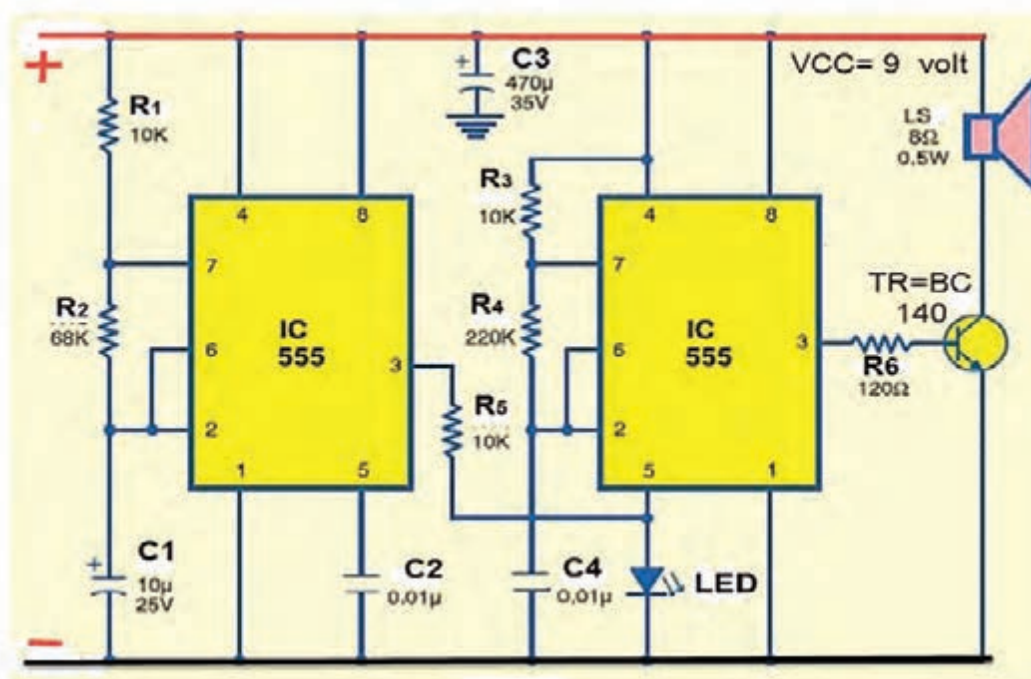 +
R1
10K
R2
68K
+
C1
10µ
25V
−
4
8
7
6
2
IC
555
3
1
5
C2
0.01µ
+
C3
470µ
35V
R3
10K
R4
220K
R5
10K
C4
0,01µ
4
8
7
6
2
IC
555
3
5
1
LED
VCC= 9 volt
LS
8Ω
0,5W
TR=BC
140
R6
120Ω